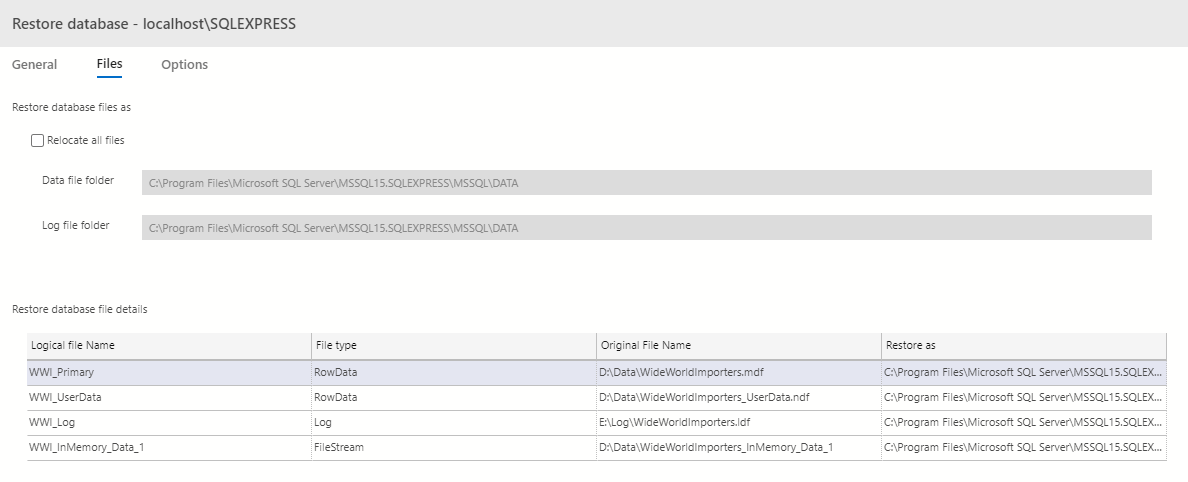 Restore database - localhost\SQLEXPRESS
General Files Options
Restore database files as
Relocate all files
Data file folder C:\Program Files\Microsoft SQL Server\MSSQL15.SQLEXPRESS\MSSQL\DATA
Log file folder C:\Program Files\Microsoft SQL Server\MSSQL15.SQLEXPRESS\MSSQL\DATA
Restore database file details
Logical file Name File type Original File Name Restore as
WWI_Primary RowData D:\Data\WideWorldImporters.mdf C:\Program Files\Microsoft SQL Server\MSSQL15.SQLEX...
WWI_UserData RowData D:\Data\WideWorldImporters_UserData.ndf C:\Program Files\Microsoft SQL Server\MSSQL15.SQLEX...
WWI_Log Log E:\Log\WideWorldImporters.ldf C:\Program Files\Microsoft SQL Server\MSSQL15.SQLEX...
WWI_InMemory_Data_1 FileStream D:\Data\WideWorldImporters_InMemory_Data_1 C:\Program Files\Microsoft SQL Server\MSSQL15.SQLEX...